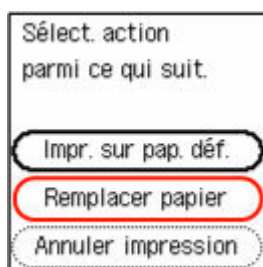 Sélect. action
parmi ce qui suit.
Impr. sur pap. déf.
Remplacer papier
Annuler impression